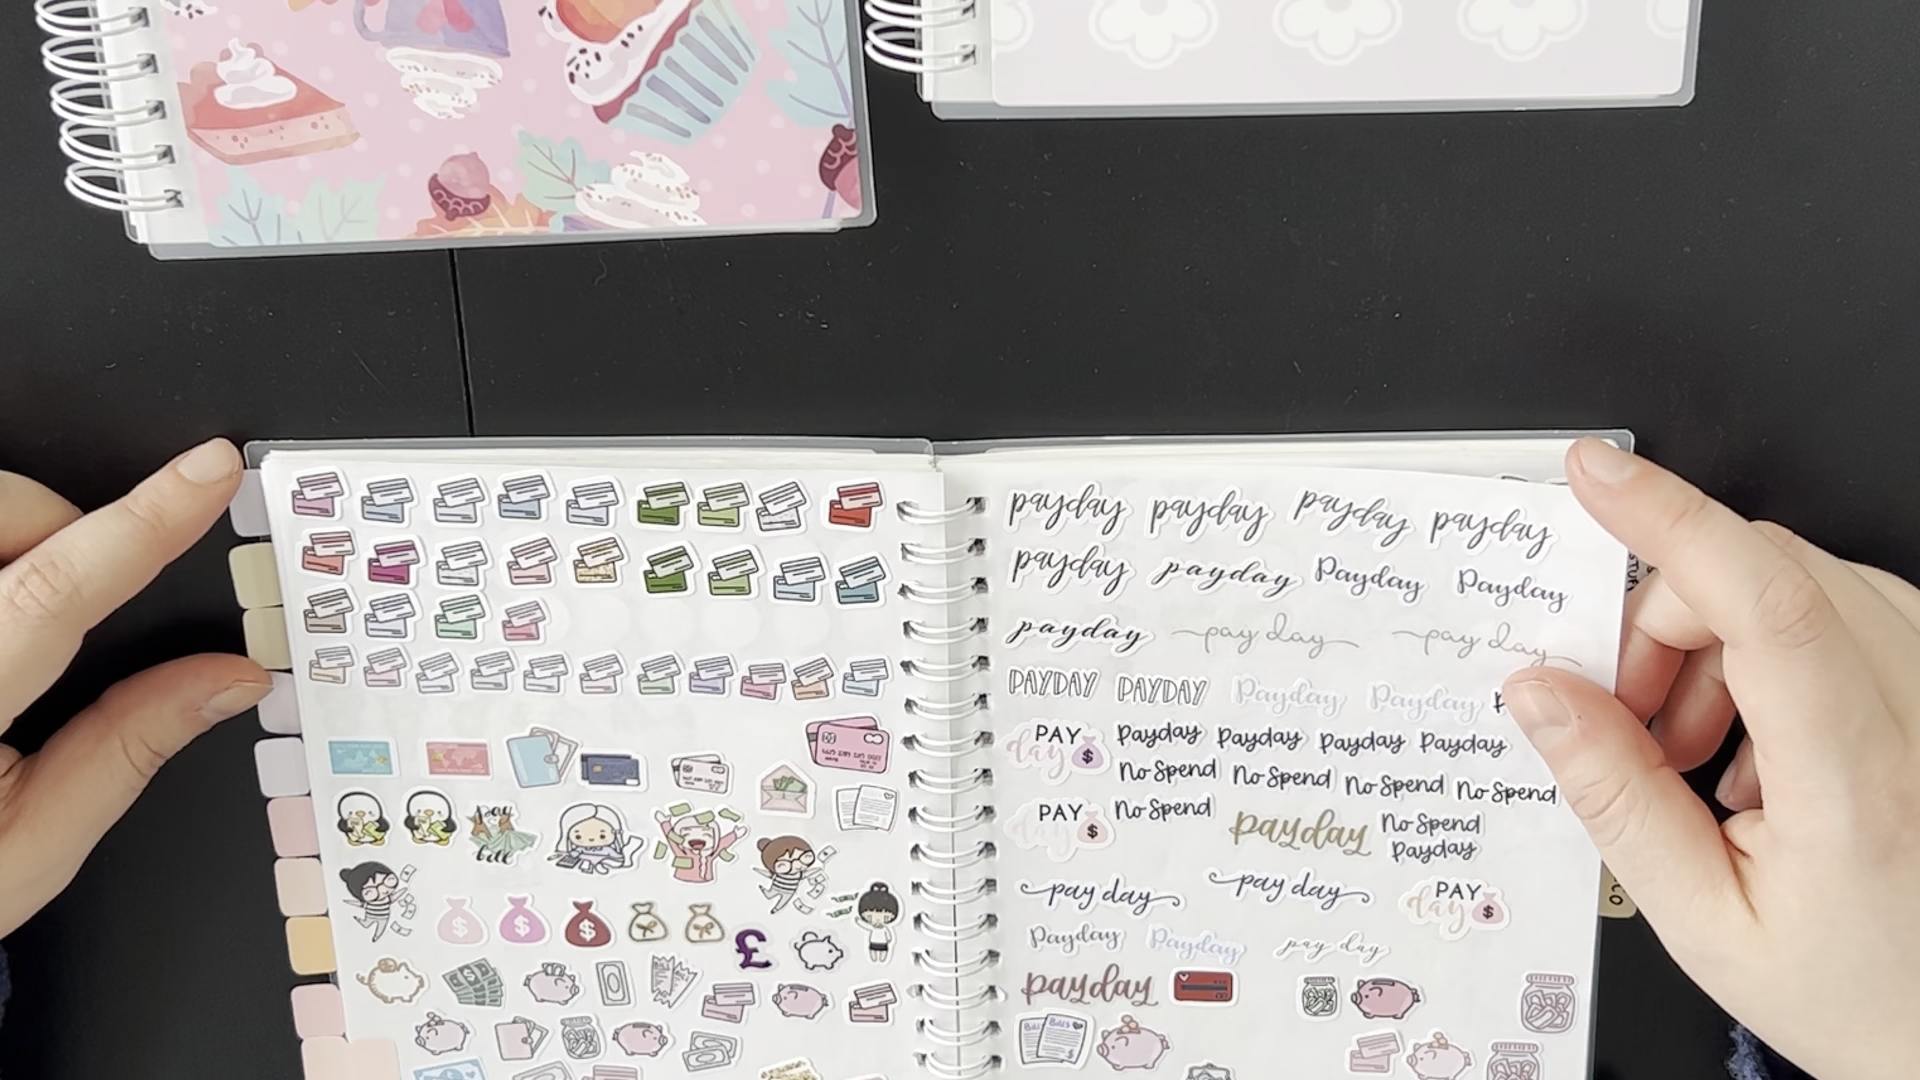 payday payday payday payday
payday payday Payday Payday
payday pay day pay day
PAYDAY PAYDAY Payday Payday
PAY day $ Payday Payday Payday Payday
No Spend No Spend No Spend No Spend
PAY day $ No Spend payday No Spend
Payday
pay day pay day PAY day $
Payday Payday pay day
payday
Bills Bills
$ $ $
£